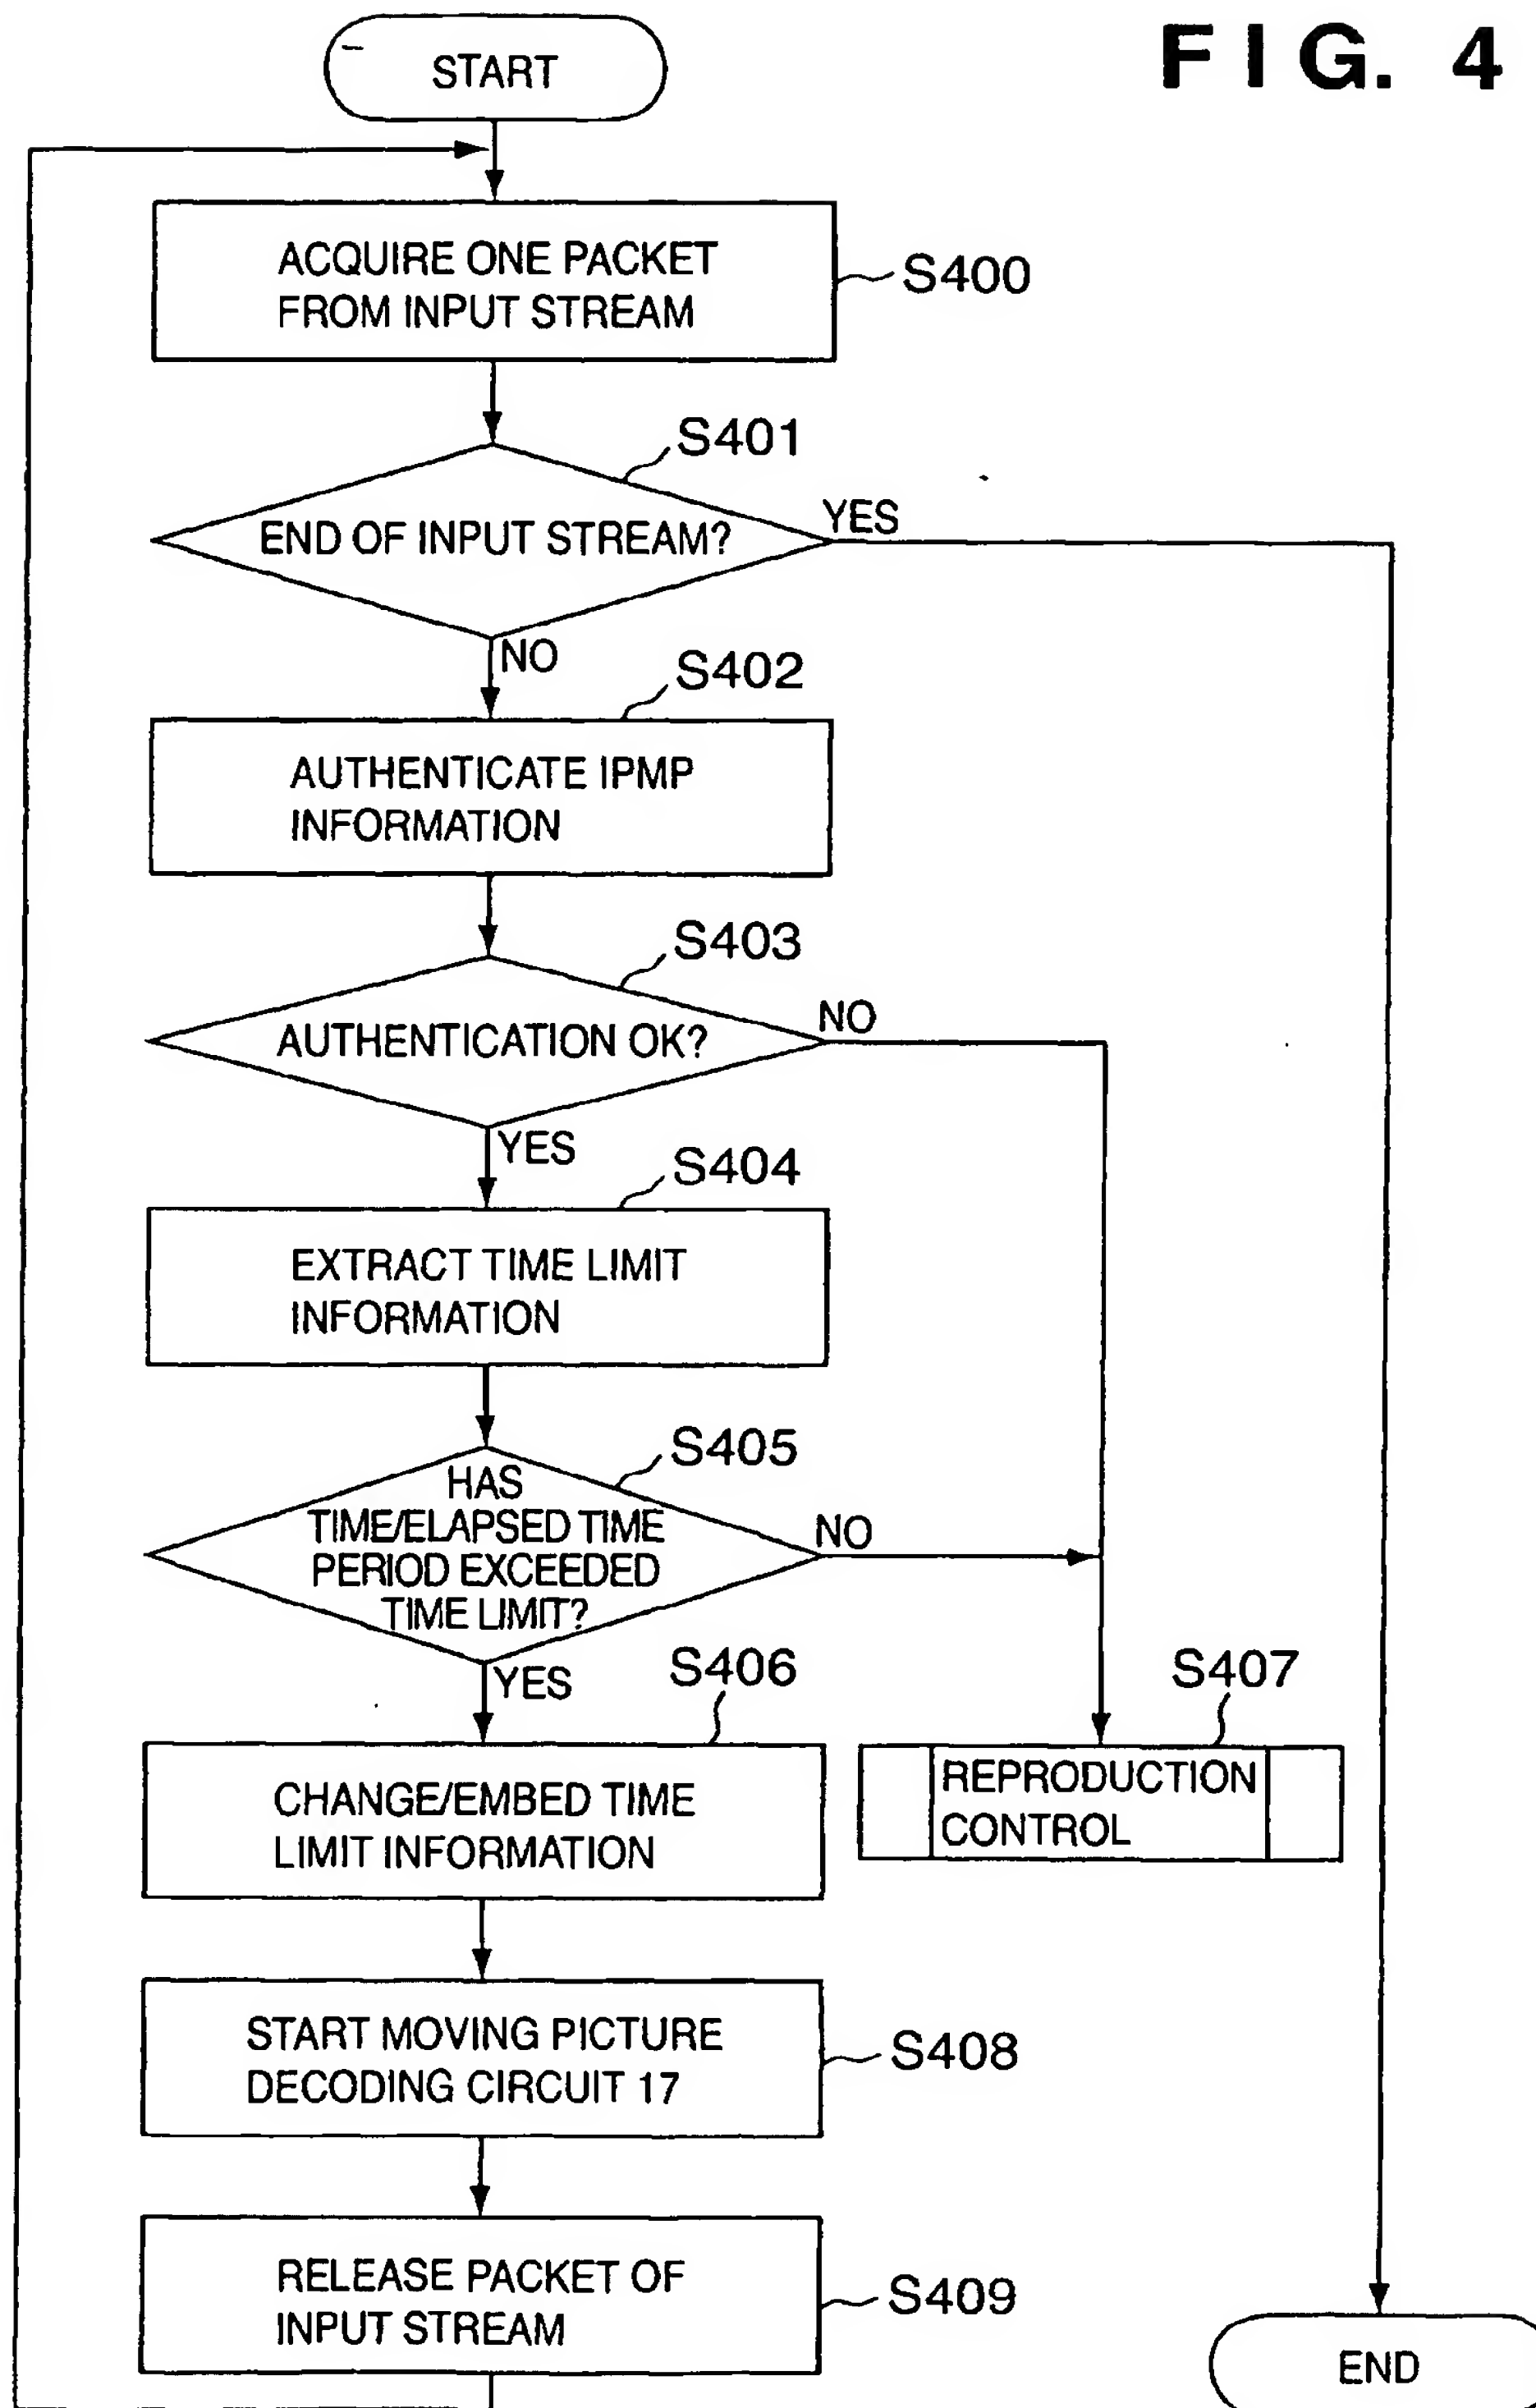 FIG. 4
START
ACQUIRE ONE PACKET
FROM INPUT STREAM
S400
S401
END OF INPUT STREAM?
YES
NO
S402
AUTHENTICATE IPMP
INFORMATION
S403
AUTHENTICATION OK?
NO
YES
S404
EXTRACT TIME LIMIT
INFORMATION
S405
HAS
TIME/ELAPSED TIME
PERIOD EXCEEDED
TIME LIMIT?
NO
YES
S406
CHANGE/EMBED TIME
LIMIT INFORMATION
S407
REPRODUCTION
CONTROL
START MOVING PICTURE
DECODING CIRCUIT 17
S408
RELEASE PACKET OF
INPUT STREAM
S409
END